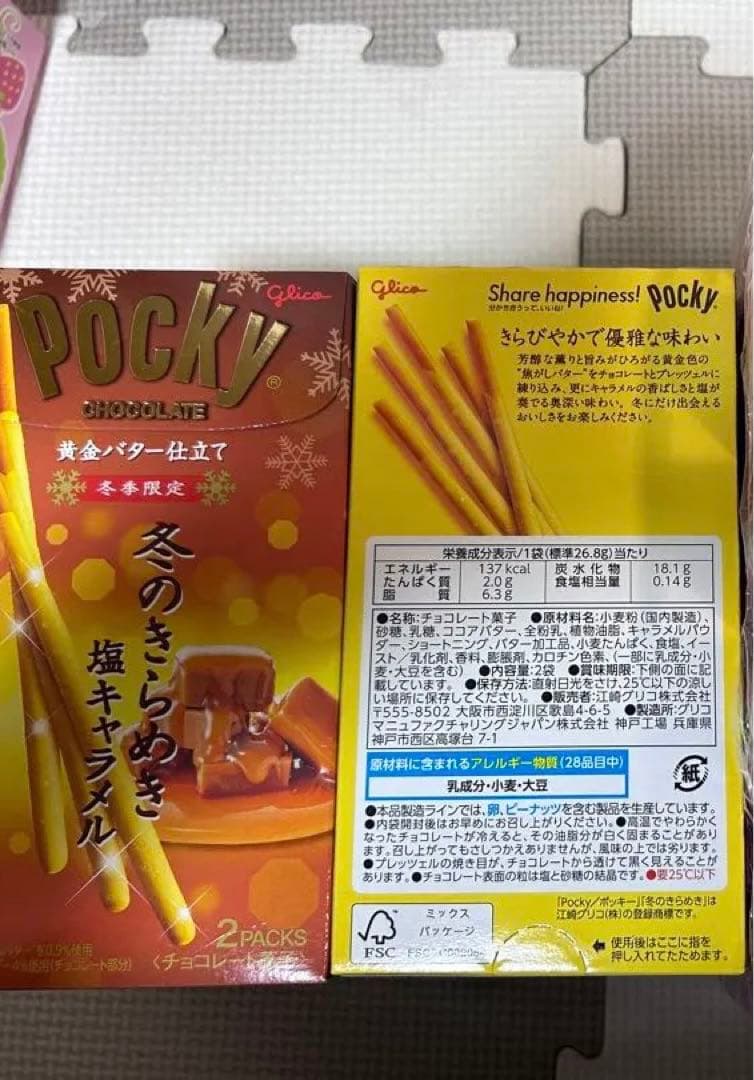 Pocky
®
Glico
CHOCOLATE
黄金バター仕立て
冬季限定
冬のきらめき
塩キャラメル
2PACKS
Glico
Share happiness! Pocky
分かち合うって、いいね!
きらびやかで優雅な味わい
芳醇な薫りと旨みがひろがる黄金色の
"焦がしバター"をチョコレートとプレッツェルに
練り込み、更にキャラメルの香ばしさと塩が
奏でる奥深い味わい。冬にだけ出会える
おいしさをお楽しみください。
栄養成分表示/1袋(標準26.8g)当たり
エネルギー 137kcal 炭水化物 18.1g
たんぱく質 2.0g 食塩相当量 0.14g
脂質 6.3g
●名称:チョコレート菓子 ●原材料名:小麦粉(国内製造)、
砂糖、乳糖、ココアバター、全粉乳、植物油脂、キャラメルパウ
ダー、ショートニング、バター加工品、小麦たんぱく、食塩、イー
スト/乳化剤、香料、膨脹剤、カロチン色素、(一部に乳成分・小
麦・大豆を含む) ●内容量:2袋 ●賞味期限:下側の面に記
載しています。 ●保存方法:直射日光をさけ、25℃以下の涼し
い場所に保存してください。 ●販売者:江崎グリコ株式会社
〒555-8502 大阪市西淀川区歌島4-6-5 ●製造所:グリコ
マニュファクチャリングジャパン株式会社 神戸工場 兵庫県
神戸市西区高塚台 7-1
原材料に含まれるアレルギー物質(28品目中)
乳成分・小麦・大豆
紙
●本品製造ラインでは、卵、ピーナッツを含む製品を生産しています。
●内袋開封後はお早めにお召し上がりください。●高温でやわらかく
なったチョコレートが冷えると、その油脂分が白く固まることがあり
ます。召し上がってもさしつかえありませんが、風味の上では劣ります。
●プレッツェルの焼き目が、チョコレートから透けて黒く見えることが
あります。●チョコレート表面の粒は塩と砂糖の結晶です。●要25℃以下
「Pocky/ポッキー」「冬のきらめき」は
江崎グリコ(株)の登録商標です。
FSC
ミックス
パッケージ
使用後はここに指を
押し入れてたためます。